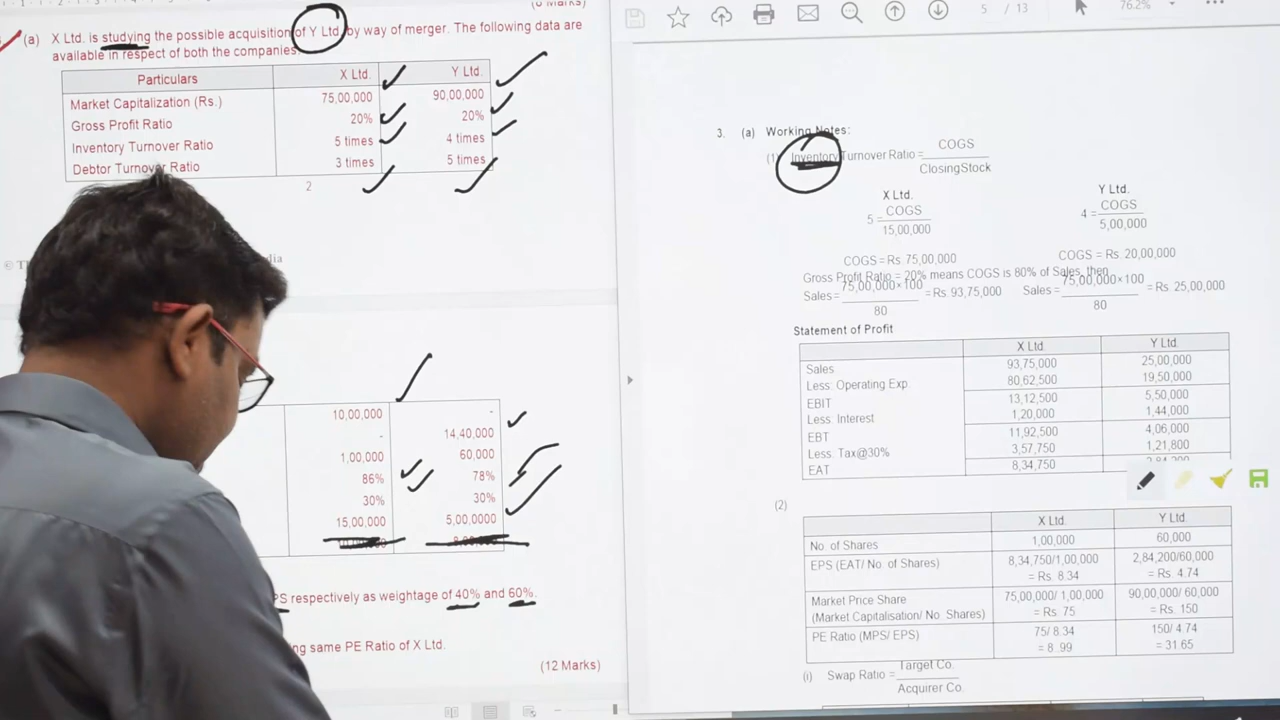 (a) X Ltd. is studying the possible acquisition of Y Ltd. by way of merger. The following data are
available in respect of both the companies.
Particulars X Ltd. Y Ltd.
Market Capitalization (Rs.) 75,00,000 90,00,000
Gross Profit Ratio 20% 20%
Inventory Turnover Ratio 5 times 4 times
Debtor Turnover Ratio 3 times 5 times
2
10,00,000 -
- 14,40,000
1,00,000 60,000
86% 78%
30% 30%
15,00,000 5,00,0000
respectively as weightage of 40% and 60%.
same PE Ratio of X Ltd.
(12 Marks)
5 / 13
76.2%
3. (a) Working Notes:
(1) Inventory Turnover Ratio = COGS
ClosingStock
X Ltd. Y Ltd.
5 = COGS 4 = COGS
15,00,000 5,00,000
COGS = Rs. 75,00,000 COGS = Rs. 20,00,000
Gross Profit Ratio = 20% means COGS is 80% of Sales, then
Sales = 75,00,000×100 = Rs. 93,75,000 Sales = 75,00,000×100 = Rs. 25,00,000
80 80
Statement of Profit
X Ltd. Y Ltd.
Sales 93,75,000 25,00,000
Less: Operating Exp. 80,62,500 19,50,000
EBIT 13,12,500 5,50,000
Less: Interest 1,20,000 1,44,000
EBT 11,92,500 4,06,000
Less. Tax@30% 3,57,750 1,21,800
EAT 8,34,750
(2)
X Ltd. Y Ltd.
No. of Shares 1,00,000 60,000
EPS (EAT/ No. of Shares) 8,34,750/1,00,000 2,84,200/60,000
= Rs. 8.34 = Rs. 4.74
Market Price Share 75,00,000/ 1,00,000 90,00,000/ 60,000
(Market Capitalisation/ No. Shares) = Rs. 75 = Rs. 150
PE Ratio (MPS/ EPS) 75/ 8.34 150/ 4.74
= 8.99 = 31.65
(i) Swap Ratio = Target Co.
Acquirer Co.